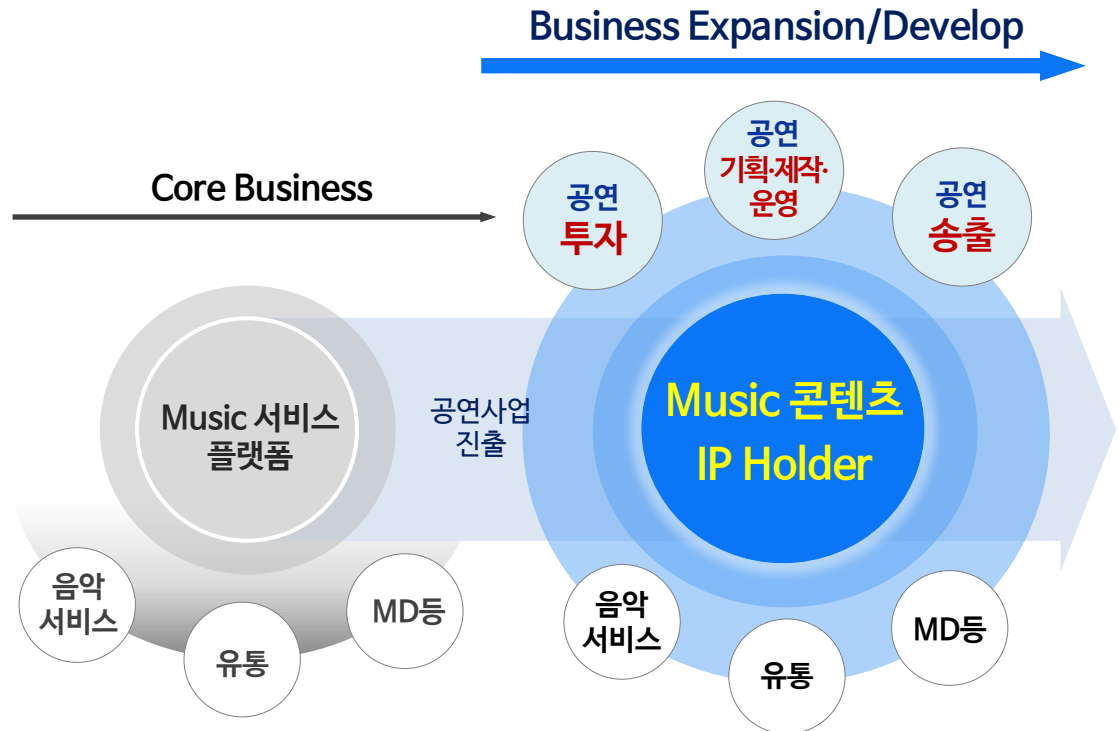 Business Expansion/Develop
Core Business
공연
투자
공연
기획·제작·
운영
공연
송출
Music 서비스
플랫폼
공연사업
진출
Music 콘텐츠
IP Holder
음악
서비스
유통
MD등
음악
서비스
유통
MD등